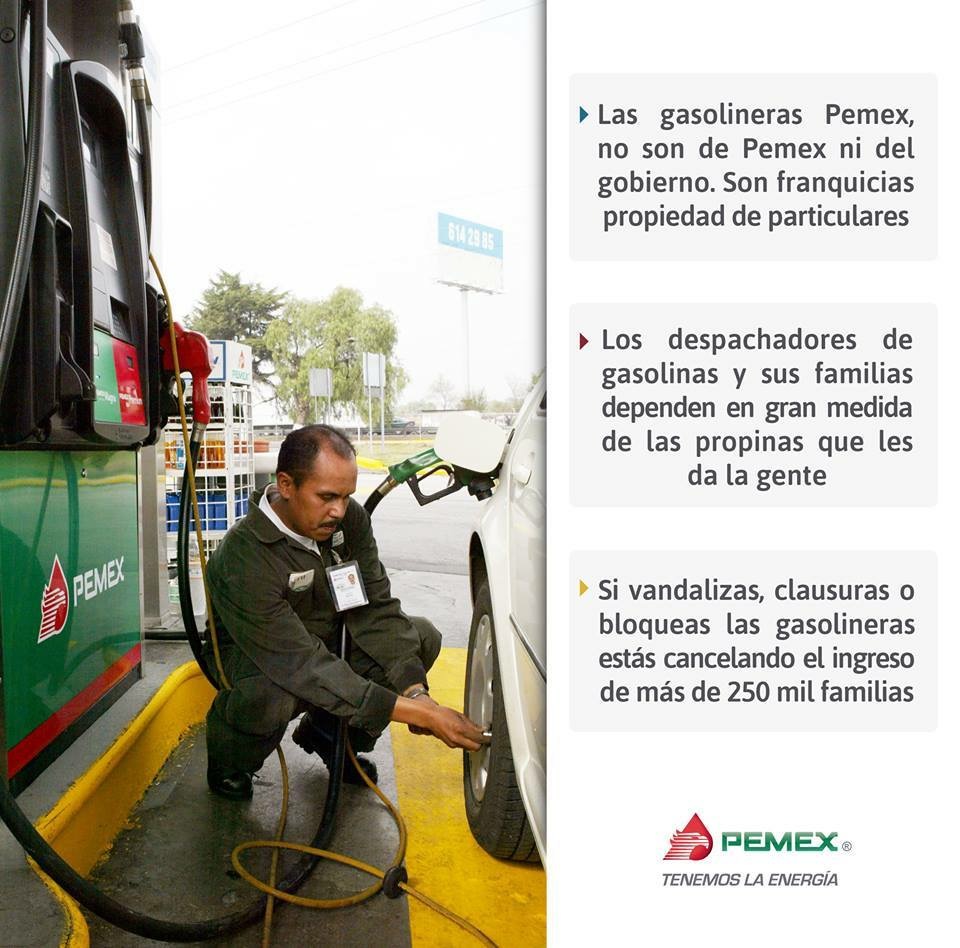 614 29 85
PEMEX
PEMEX
Las gasolineras Pemex,
no son de Pemex ni del
gobierno. Son franquicias
propiedad de particulares
Los despachadores de
gasolinas y sus familias
dependen en gran medida
de las propinas que les
da la gente
Si vandalizas, clausuras o
bloqueas las gasolineras
estás cancelando el ingreso
de más de 250 mil familias
PEMEX®
TENEMOS LA ENERGÍA